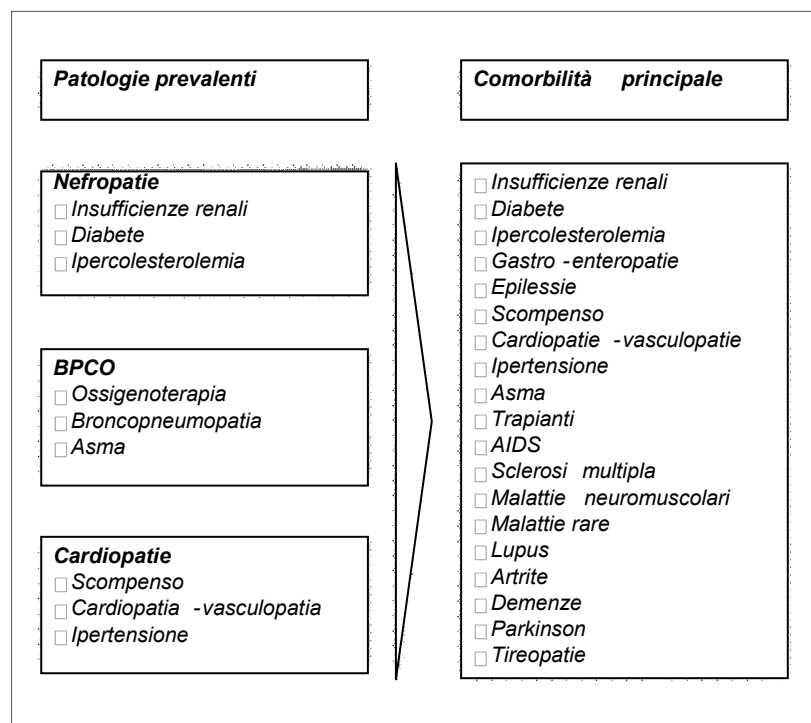 Patologie prevalenti
Comorbilità principale
Nefropatie
Insufficienze renali
Diabete
Ipercolesterolemia
BPCO
Ossigenoterapia
Broncopneumopatia
Asma
Cardiopatie
Scompenso
Cardiopatia -vasculopatia
Ipertensione
Insufficienze renali
Diabete
Ipercolesterolemia
Gastro -enteropatie
Epilessie
Scompenso
Cardiopatie -vasculopatie
Ipertensione
Asma
Trapianti
AIDS
Sclerosi multipla
Malattie neuromuscolari
Malattie rare
Lupus
Artrite
Demenze
Parkinson
Tireopatie